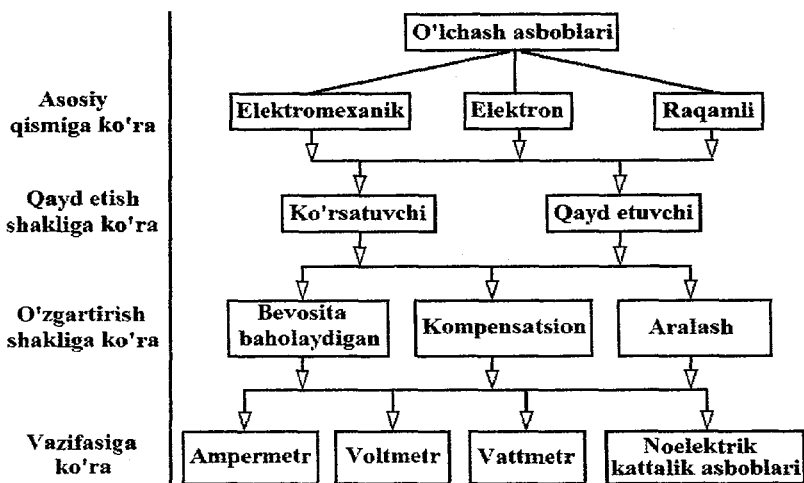 O'lchash asboblari
Asosiy
qismiga ko'ra
Elektromexanik
Elektron
Raqamli
Qayd etish
shakliga ko'ra
Ko'rsatuvchi
Qayd etuvchi
O'zgartirish
shakliga ko'ra
Bevosita
baholaydigan
Kompensatsion
Aralash
Vazifasiga
ko'ra
Ampermetr
Voltmetr
Vattmetr
Noelektrik
kattalik asboblari